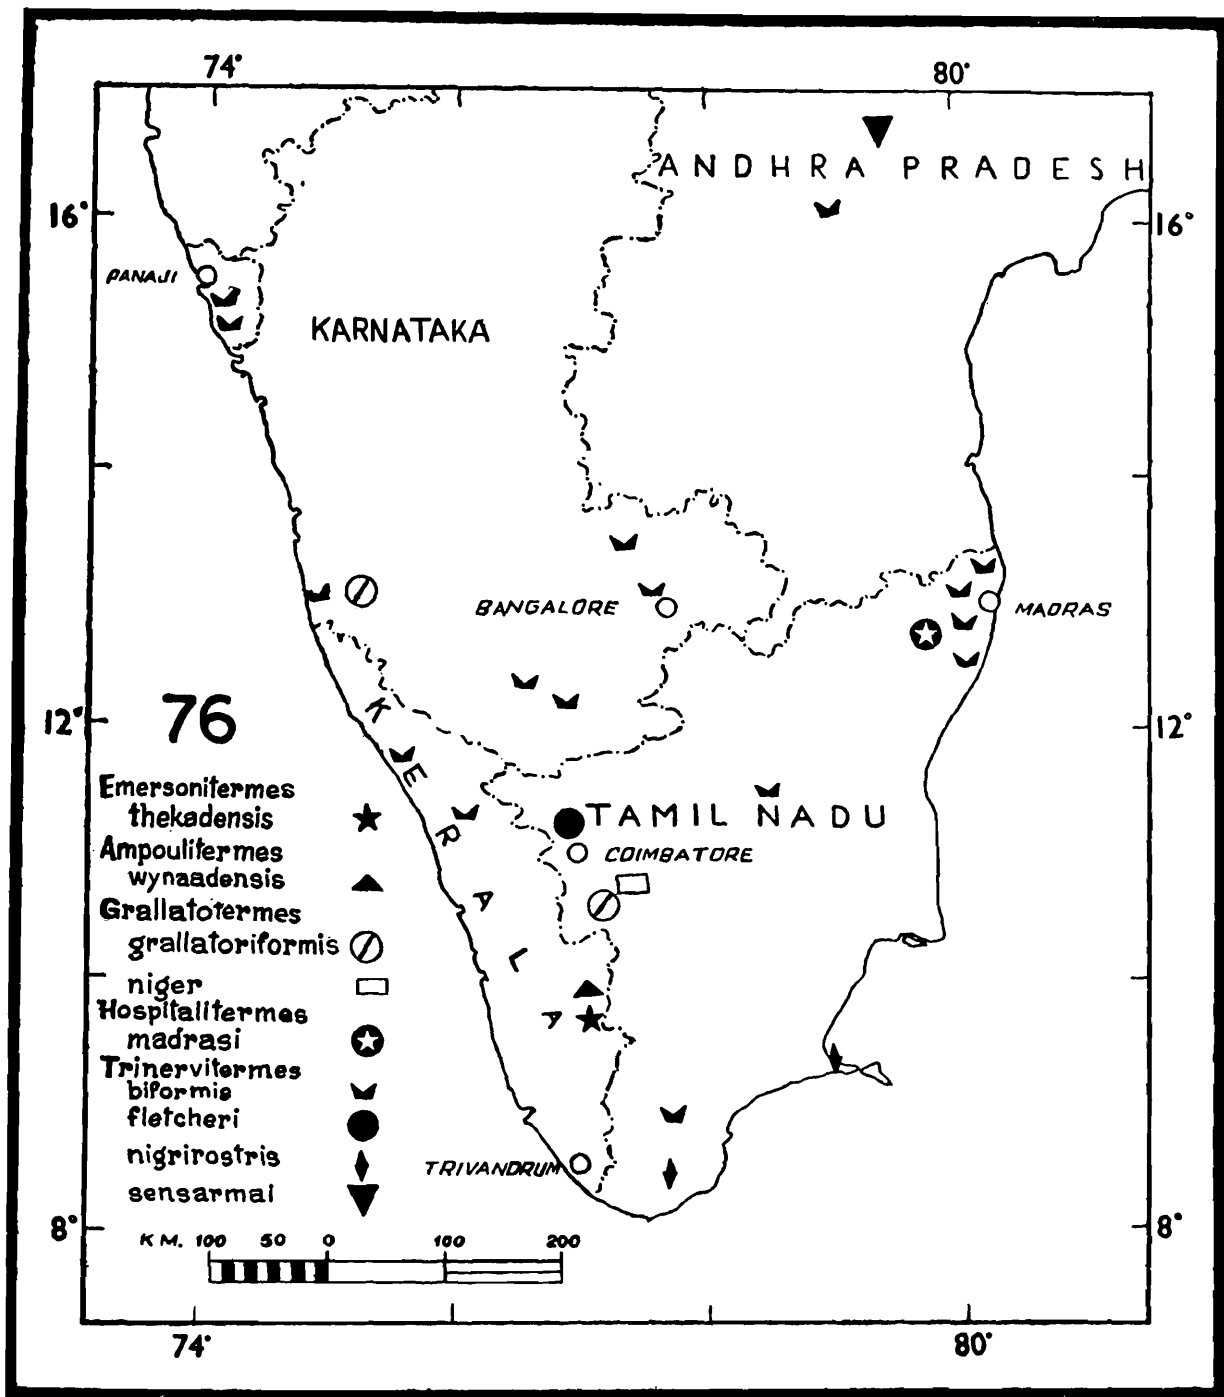 74°
80°
ANDHRA PRADESH
16°
16°
PANAJI
KARNATAKA
BANGALORE
MADRAS
76
12°
12°
KERALA
Emersonitermes
thekadensis
TAMIL NADU
Ampoulitermes
COIMBATORE
wynaadensis
Grallatotermes
grallatoriformis
niger
Hospitalitermes
madrasi
Trinervitermes
biformis
fletcheri
nigrirostris
TRIVANDRUM
sensarmai
8°
8°
KM. 100 50 0 100 200
74°
80°